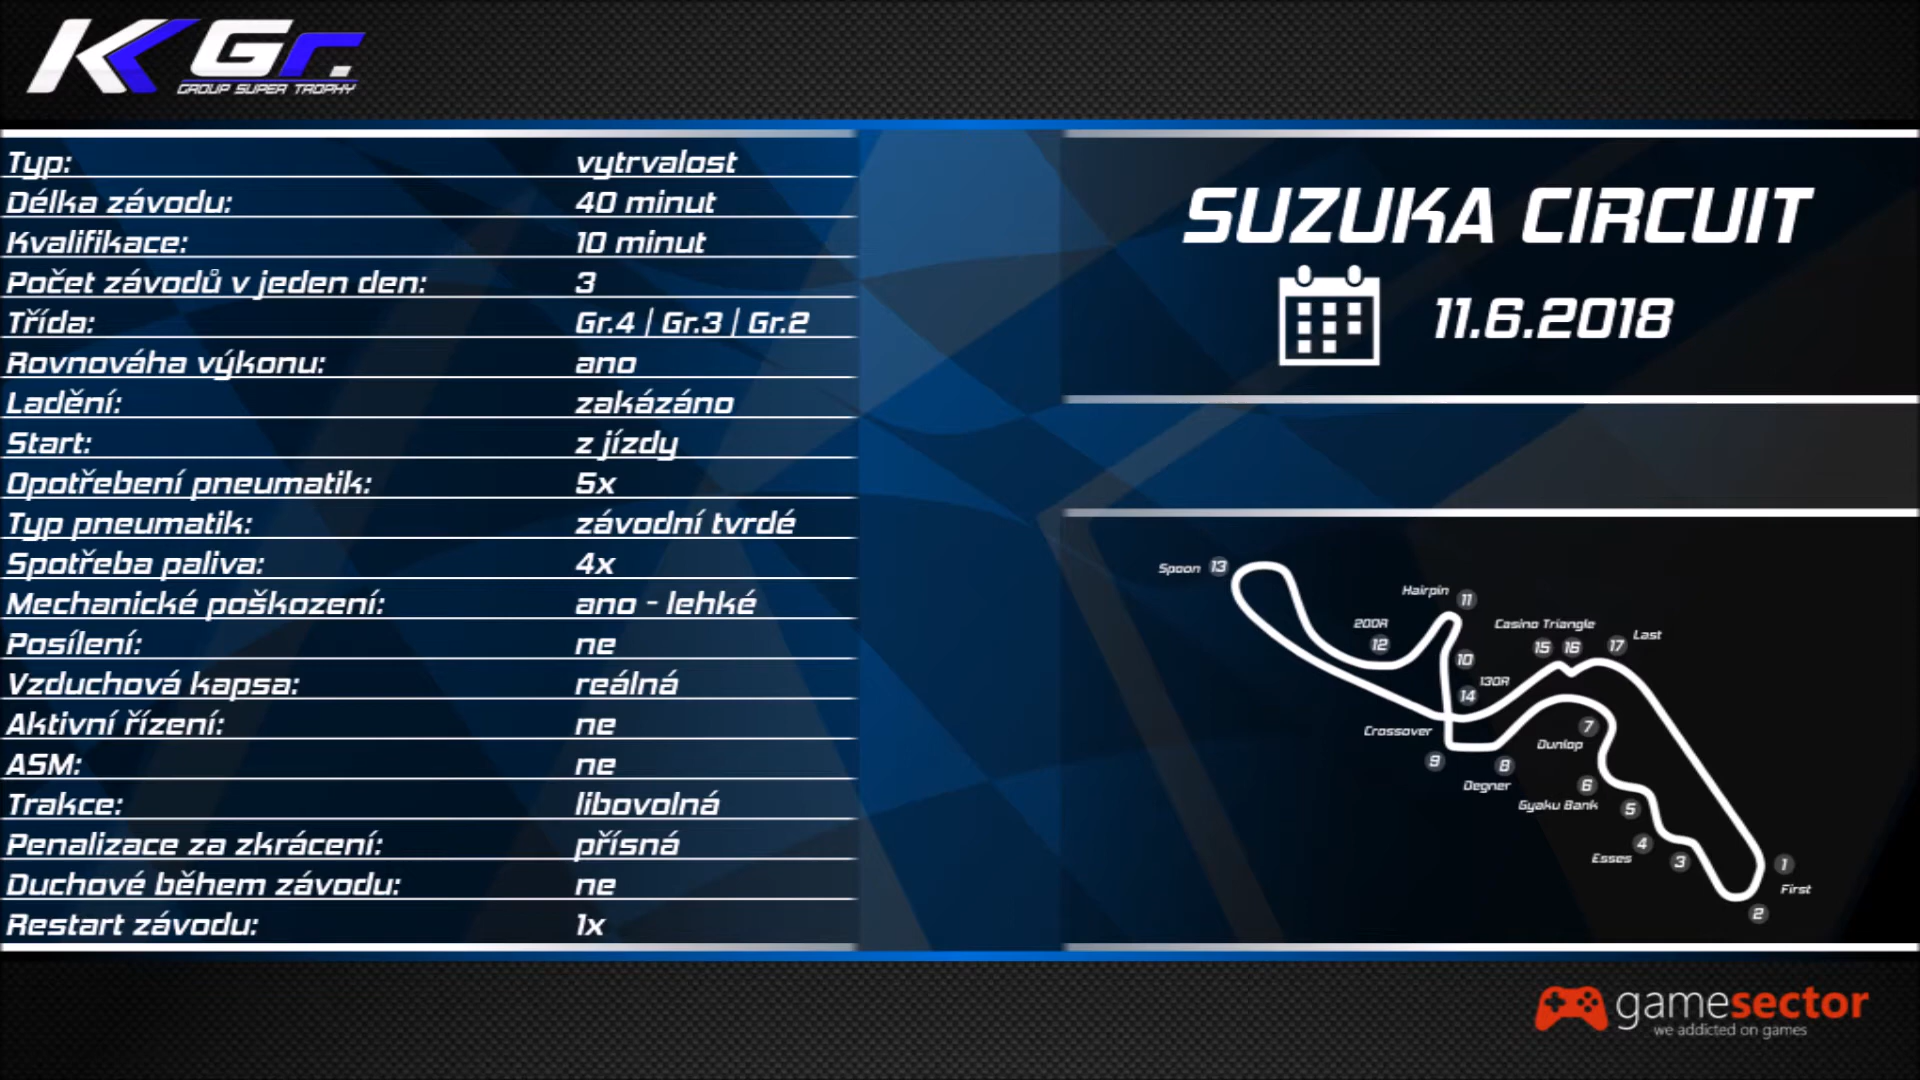 KK Gr.
GROUP SUPER TROPHY
Typ: vytrvalost
Délka závodu: 40 minut
Kvalifikace: 10 minut
Počet závodů v jeden den: 3
Třída: Gr.4 | Gr.3 | Gr.2
Rovnováha výkonu: ano
Ladění: zakázáno
Start: z jízdy
Opotřebení pneumatik: 5x
Typ pneumatik: závodní tvrdé
Spotřeba paliva: 4x
Mechanické poškození: ano - lehké
Posílení: ne
Vzduchová kapsa: reálná
Aktivní řízení: ne
ASM: ne
Trakce: libovolná
Penalizace za zkrácení: přísná
Duchové během závodu: ne
Restart závodu: 1x
SUZUKA CIRCUIT
11.6.2018
Spoon 13
Hairpin 11
200R
12
Casino Triangle
15 16
17 Last
10
130R
14
Crossover
7
Dunlop
9
8
Degner
6
Gyaku Bank
5
4
Esses
3
1
First
2
gamesector
we addicted on games